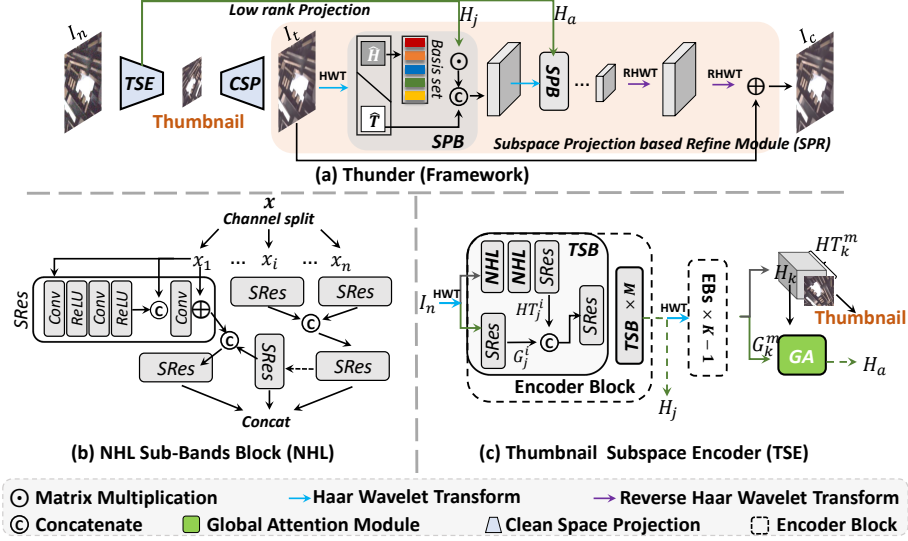 Low rank Projection
H_j
H_a
I_n
TSE
Thumbnail
CSP
I_t
HWT
Ĥ
T̂
Basis set
SPB
SPB
...
RHWT
RHWT
I_c
Subspace Projection based Refine Module (SPR)
(a) Thunder (Framework)
x
Channel split
x_1 ... x_i ... x_n
SRes
Conv
ReLU
Conv
ReLU
Conv
SRes
SRes
SRes
SRes
SRes
Concat
(b) NHL Sub-Bands Block (NHL)
I_n
HWT
NHL
NHL
SRes
TSB
HT_j^i
SRes
G_j^i
SRes
Encoder Block
TSB × M
H_j
HWT
EBs × K − 1
HT_k^m
H_k
Thumbnail
G_k^m
GA
H_a
(c) Thumbnail Subspace Encoder (TSE)
Matrix Multiplication
Haar Wavelet Transform
Reverse Haar Wavelet Transform
C Concatenate
Global Attention Module
Clean Space Projection
Encoder Block